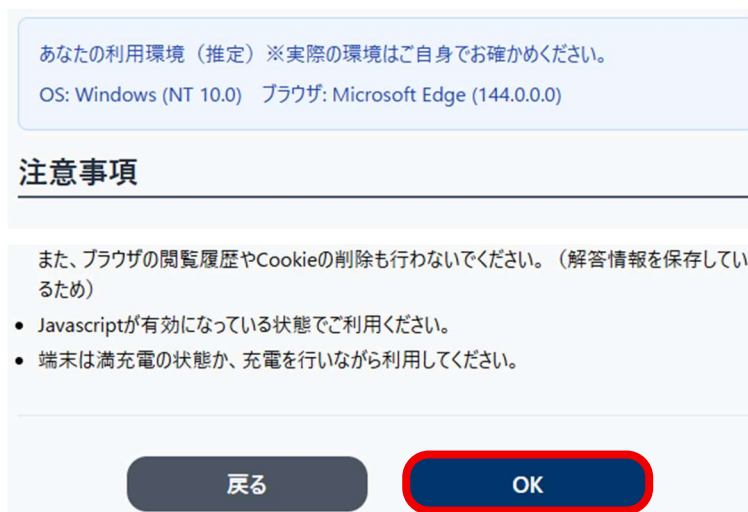 あなたの利用環境（推定）※実際の環境はご自身でお確かめください。
OS: Windows (NT 10.0)　ブラウザ: Microsoft Edge (144.0.0.0)
注意事項
また、ブラウザの閲覧履歴やCookieの削除も行わないでください。（解答情報を保存してい
るため）
• Javascriptが有効になっている状態でご利用ください。
• 端末は満充電の状態か、充電を行いながら利用してください。
戻る
OK